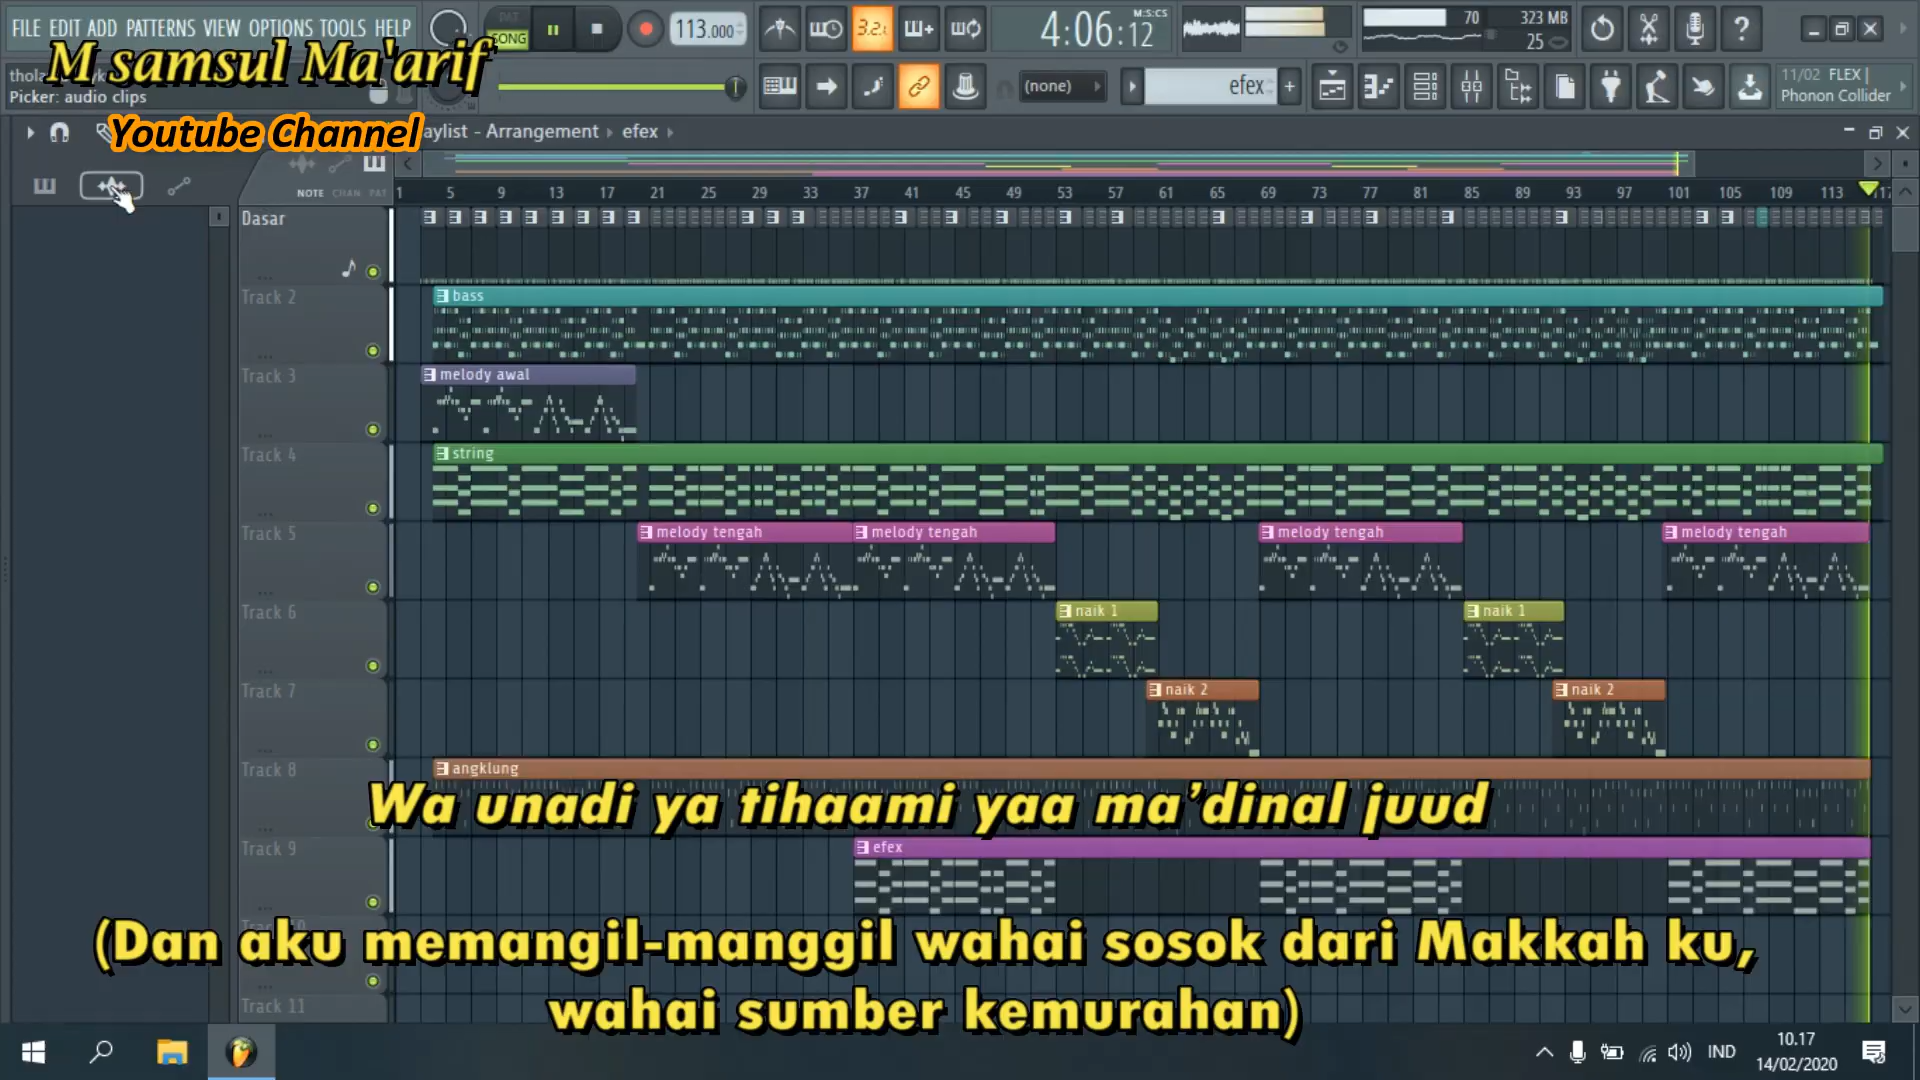 FILE EDIT ADD PATTERNS VIEW OPTIONS TOOLS HELP
PAT
SONG
113.000
3.2.
4:06:12
M:S:CS
70
323 MB
25
M samsul Ma'arif
Picker: audio clips
(none)
efex
11/02 FLEX |
Phonon Collider
Youtube Channel
aylist - Arrangement
efex
NOTE CHAN PAT
1 5 9 13 17 21 25 29 33 37 41 45 49 53 57 61 65 69 73 77 81 85 89 93 97 101 105 109 113 117
Dasar
Track 2
bass
Track 3
melody awal
Track 4
string
Track 5
melody tengah
melody tengah
melody tengah
melody tengah
Track 6
naik 1
naik 1
Track 7
naik 2
naik 2
Track 8
angklung
Wa unadi ya tihaami yaa ma'dinal juud
Track 9
efex
(Dan aku memangil-manggil wahai sosok dari Makkah ku,
Track 11
wahai sumber kemurahan)
IND
10.17
14/02/2020